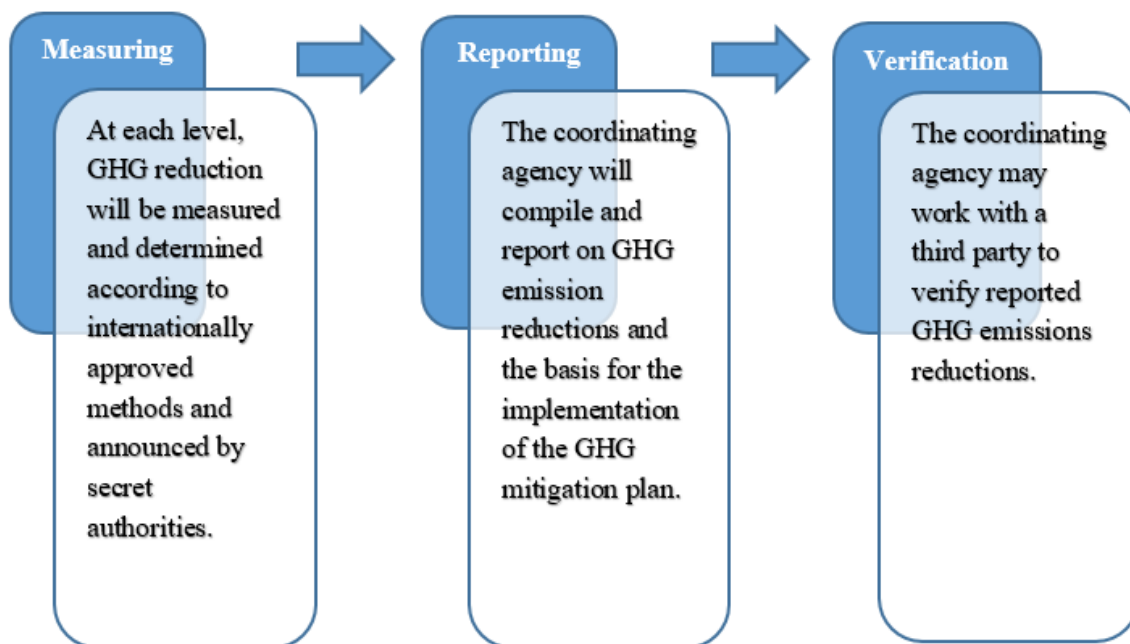 Measuring
At each level,
GHG reduction
will be measured
and determined
according to
internationally
approved
methods and
announced by
secret
authorities.
Reporting
The coordinating
agency will
compile and
report on GHG
emission
reductions and
the basis for the
implementation
of the GHG
mitigation plan.
Verification
The coordinating
agency may
work with a
third party to
verify reported
GHG emissions
reductions.